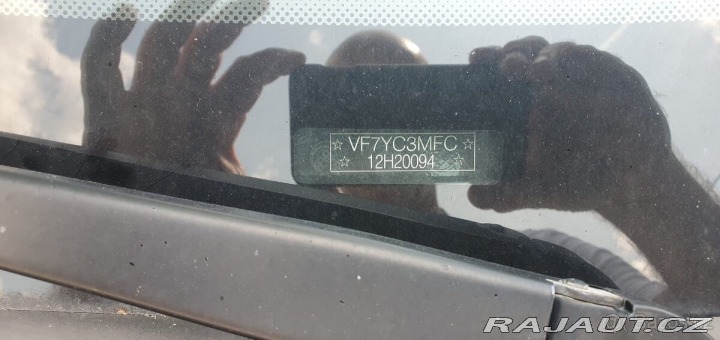 ☆ VF7YC3MFC ☆
☆ 12H20094 ☆
RAJAUT.CZ